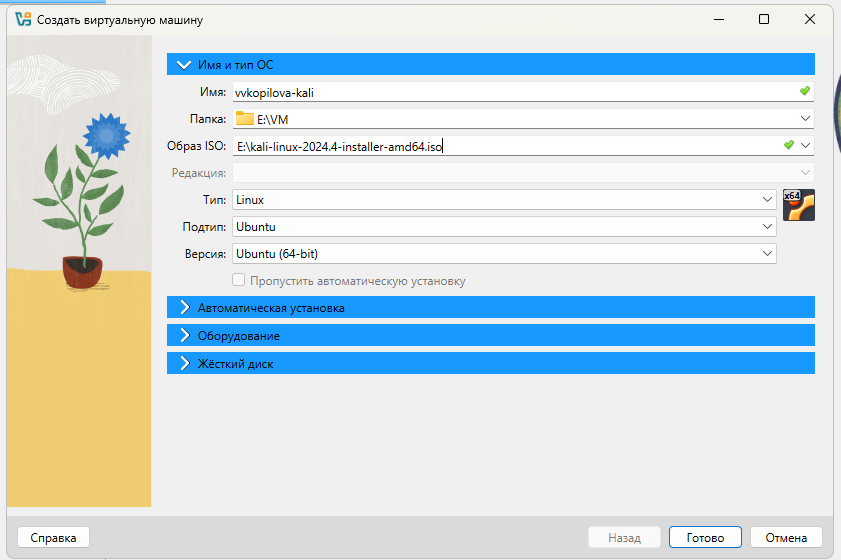 Создать виртуальную машину
Имя и тип ОС
Имя: vvkopilova-kali
Папка: E:\VM
Образ ISO: E:\kali-linux-2024.4-installer-amd64.iso
Редакция:
Тип: Linux
x64
Подтип: Ubuntu
Версия: Ubuntu (64-bit)
Пропустить автоматическую установку
Автоматическая установка
Оборудование
Жёсткий диск
Справка Назад Готово Отмена